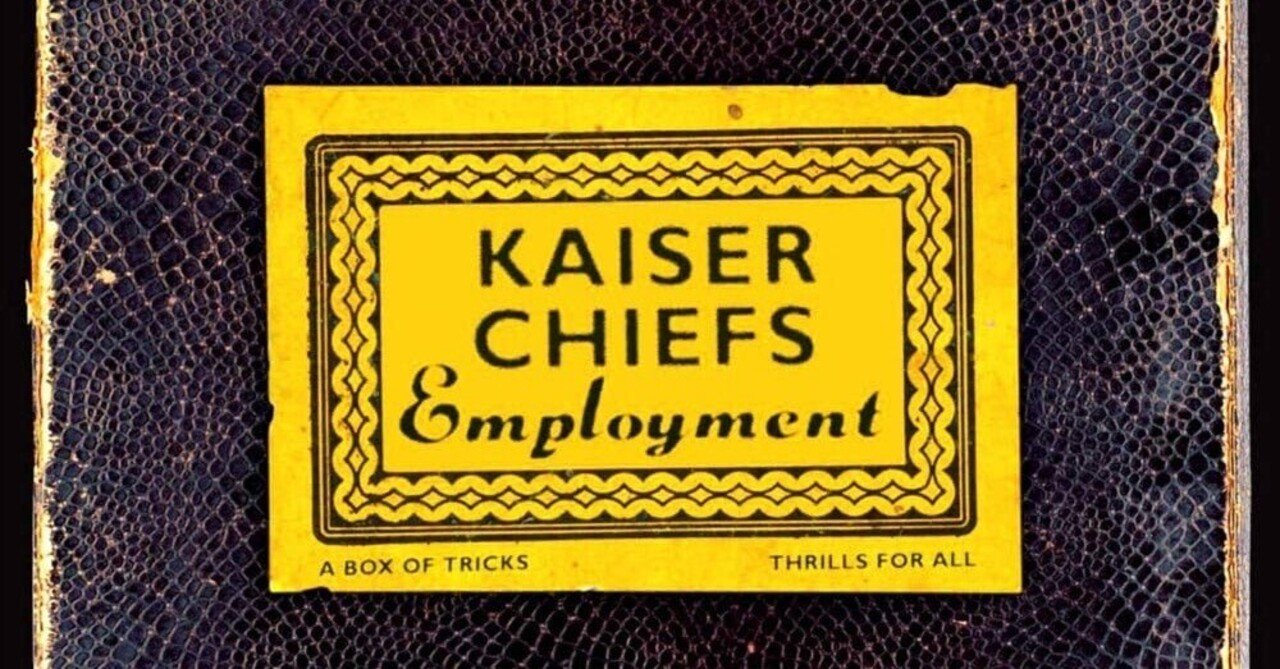 KAISER
CHIEFS
Employment
A BOX OF TRICKS
THRILLS FOR ALL